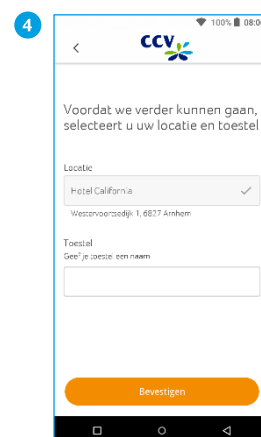 4
100% 08:00
CCV
Voordat we verder kunnen gaan,
selecteert u uw locatie en toestel
Locatie
Hotel California
Westervoortsedijk 1, 6827 Arnhem
Toestel
Geef je toestel een naam
Bevestigen